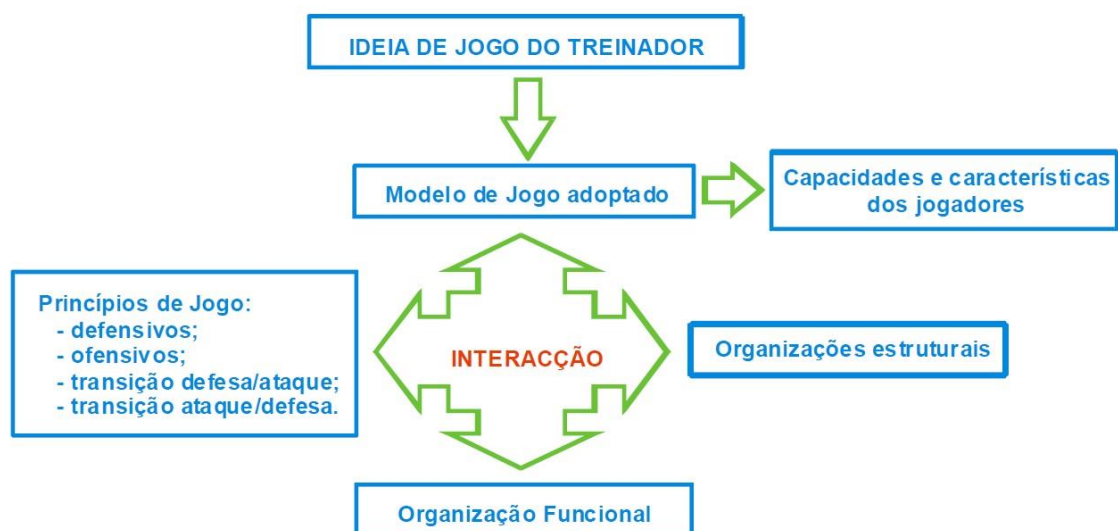 IDEIA DE JOGO DO TREINADOR
Modelo de Jogo adoptado
Capacidades e características
dos jogadores
Princípios de Jogo:
- defensivos;
- ofensivos;
- transição defesa/ataque;
- transição ataque/defesa.
INTERACÇÃO
Organizações estruturais
Organização Funcional